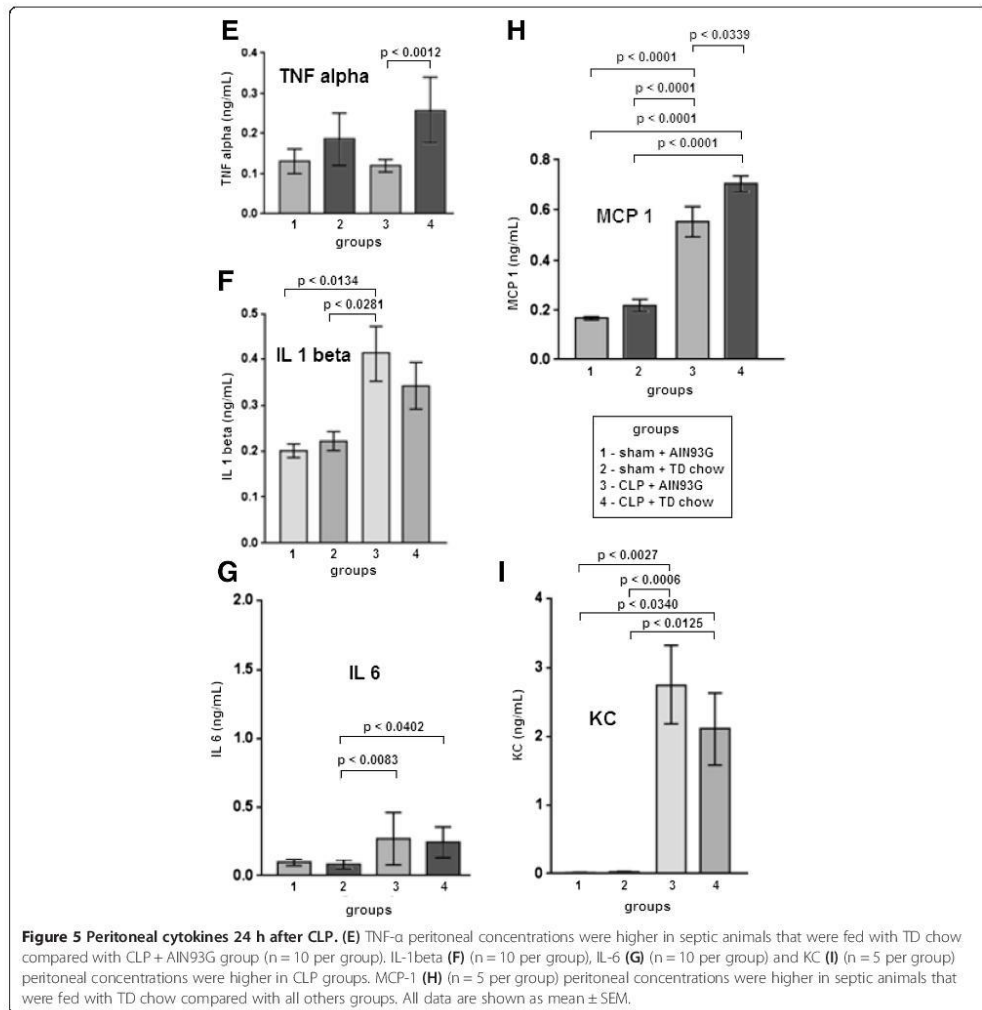 E
p < 0.0012
TNF alpha
TNF alpha (ng/mL)
0.4
0.3
0.2
0.1
0.0
1 2 3 4
groups
F
p < 0.0134
p < 0.0281
IL 1 beta
IL 1 beta (ng/mL)
0.5
0.4
0.3
0.2
0.1
0.0
1 2 3 4
groups
G
IL 6
IL 6 (ng/mL)
2.0
1.5
1.0
0.5
0.0
p < 0.0402
p < 0.0083
1 2 3 4
groups
H
p < 0.0339
p < 0.0001
p < 0.0001
p < 0.0001
p < 0.0001
MCP 1
MCP 1 (ng/mL)
0.8
0.6
0.4
0.2
0.0
1 2 3 4
groups
groups
1 - sham + AIN93G
2 - sham + TD chow
3 - CLP + AIN93G
4 - CLP + TD chow
I
p < 0.0027
p < 0.0006
p < 0.0340
p < 0.0125
KC
KC (ng/mL)
4
3
2
1
0
1 2 3 4
groups
Figure 5 Peritoneal cytokines 24 h after CLP. (E) TNF-α peritoneal concentrations were higher in septic animals that were fed with TD chow
compared with CLP + AIN93G group (n = 10 per group). IL-1beta (F) (n = 10 per group), IL-6 (G) (n = 10 per group) and KC (I) (n = 5 per group)
peritoneal concentrations were higher in CLP groups. MCP-1 (H) (n = 5 per group) peritoneal concentrations were higher in septic animals that
were fed with TD chow compared with all others groups. All data are shown as mean ± SEM.